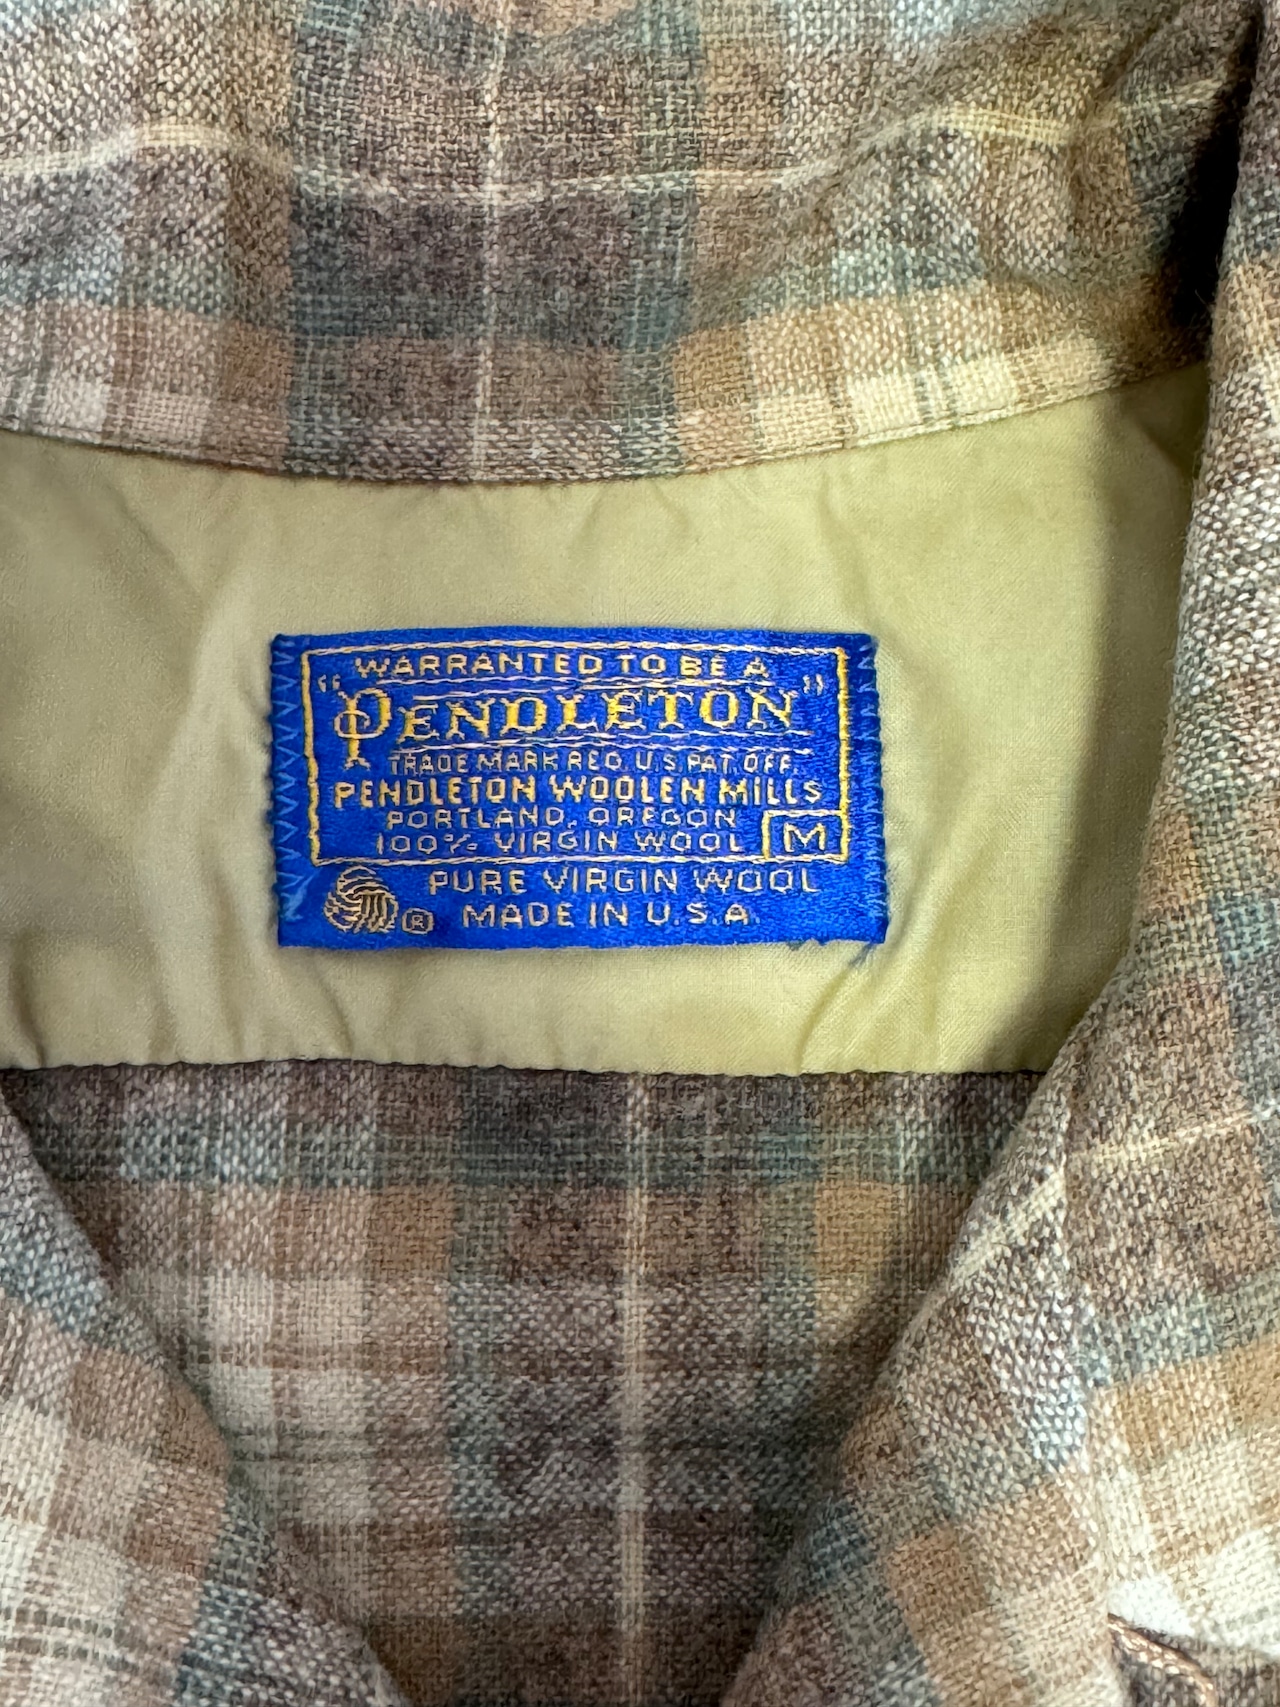 WARRANTED TO BE A
"PENDLETON"
TRADE MARK REG. U.S. PAT. OFF.
PENDLETON WOOLEN MILLS
PORTLAND, OREGON
100% VIRGIN WOOL M
PURE VIRGIN WOOL
® MADE IN U.S.A.